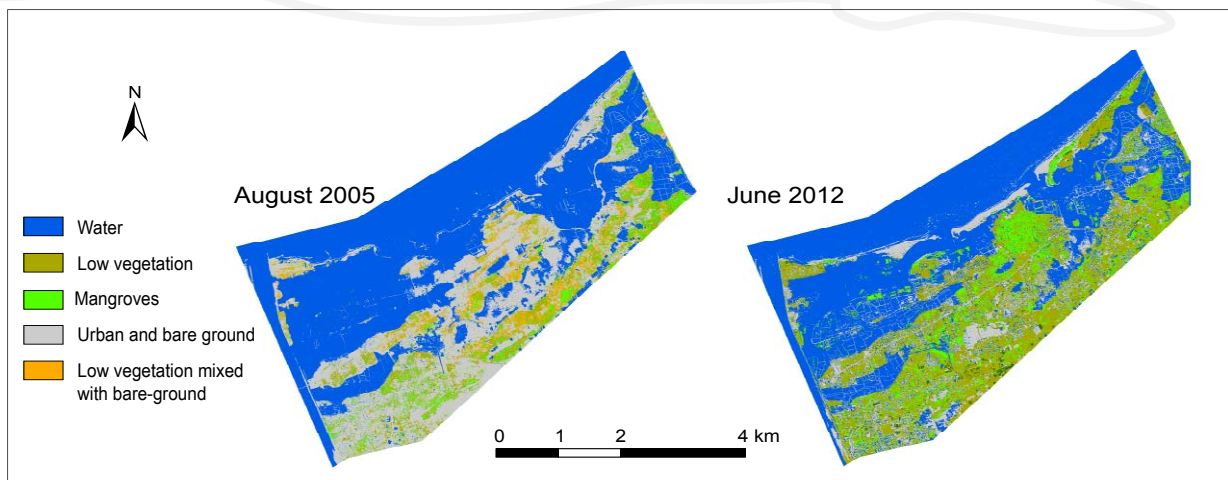 N
August 2005
June 2012
Water
Low vegetation
Mangroves
Urban and bare ground
Low vegetation mixed
with bare-ground
0 1 2 4 km